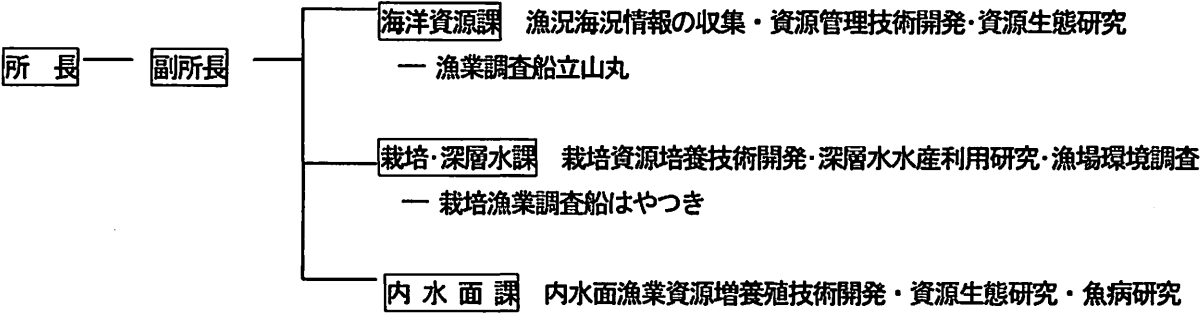 海洋資源課 漁況海況情報の収集・資源管理技術開発・資源生態研究
所 長 副所長
― 漁業調査船立山丸
栽培・深層水課 栽培資源培養技術開発・深層水水産利用研究・漁場環境調査
― 栽培漁業調査船はやつき
内 水 面 課 内水面漁業資源増養殖技術開発・資源生態研究・魚病研究